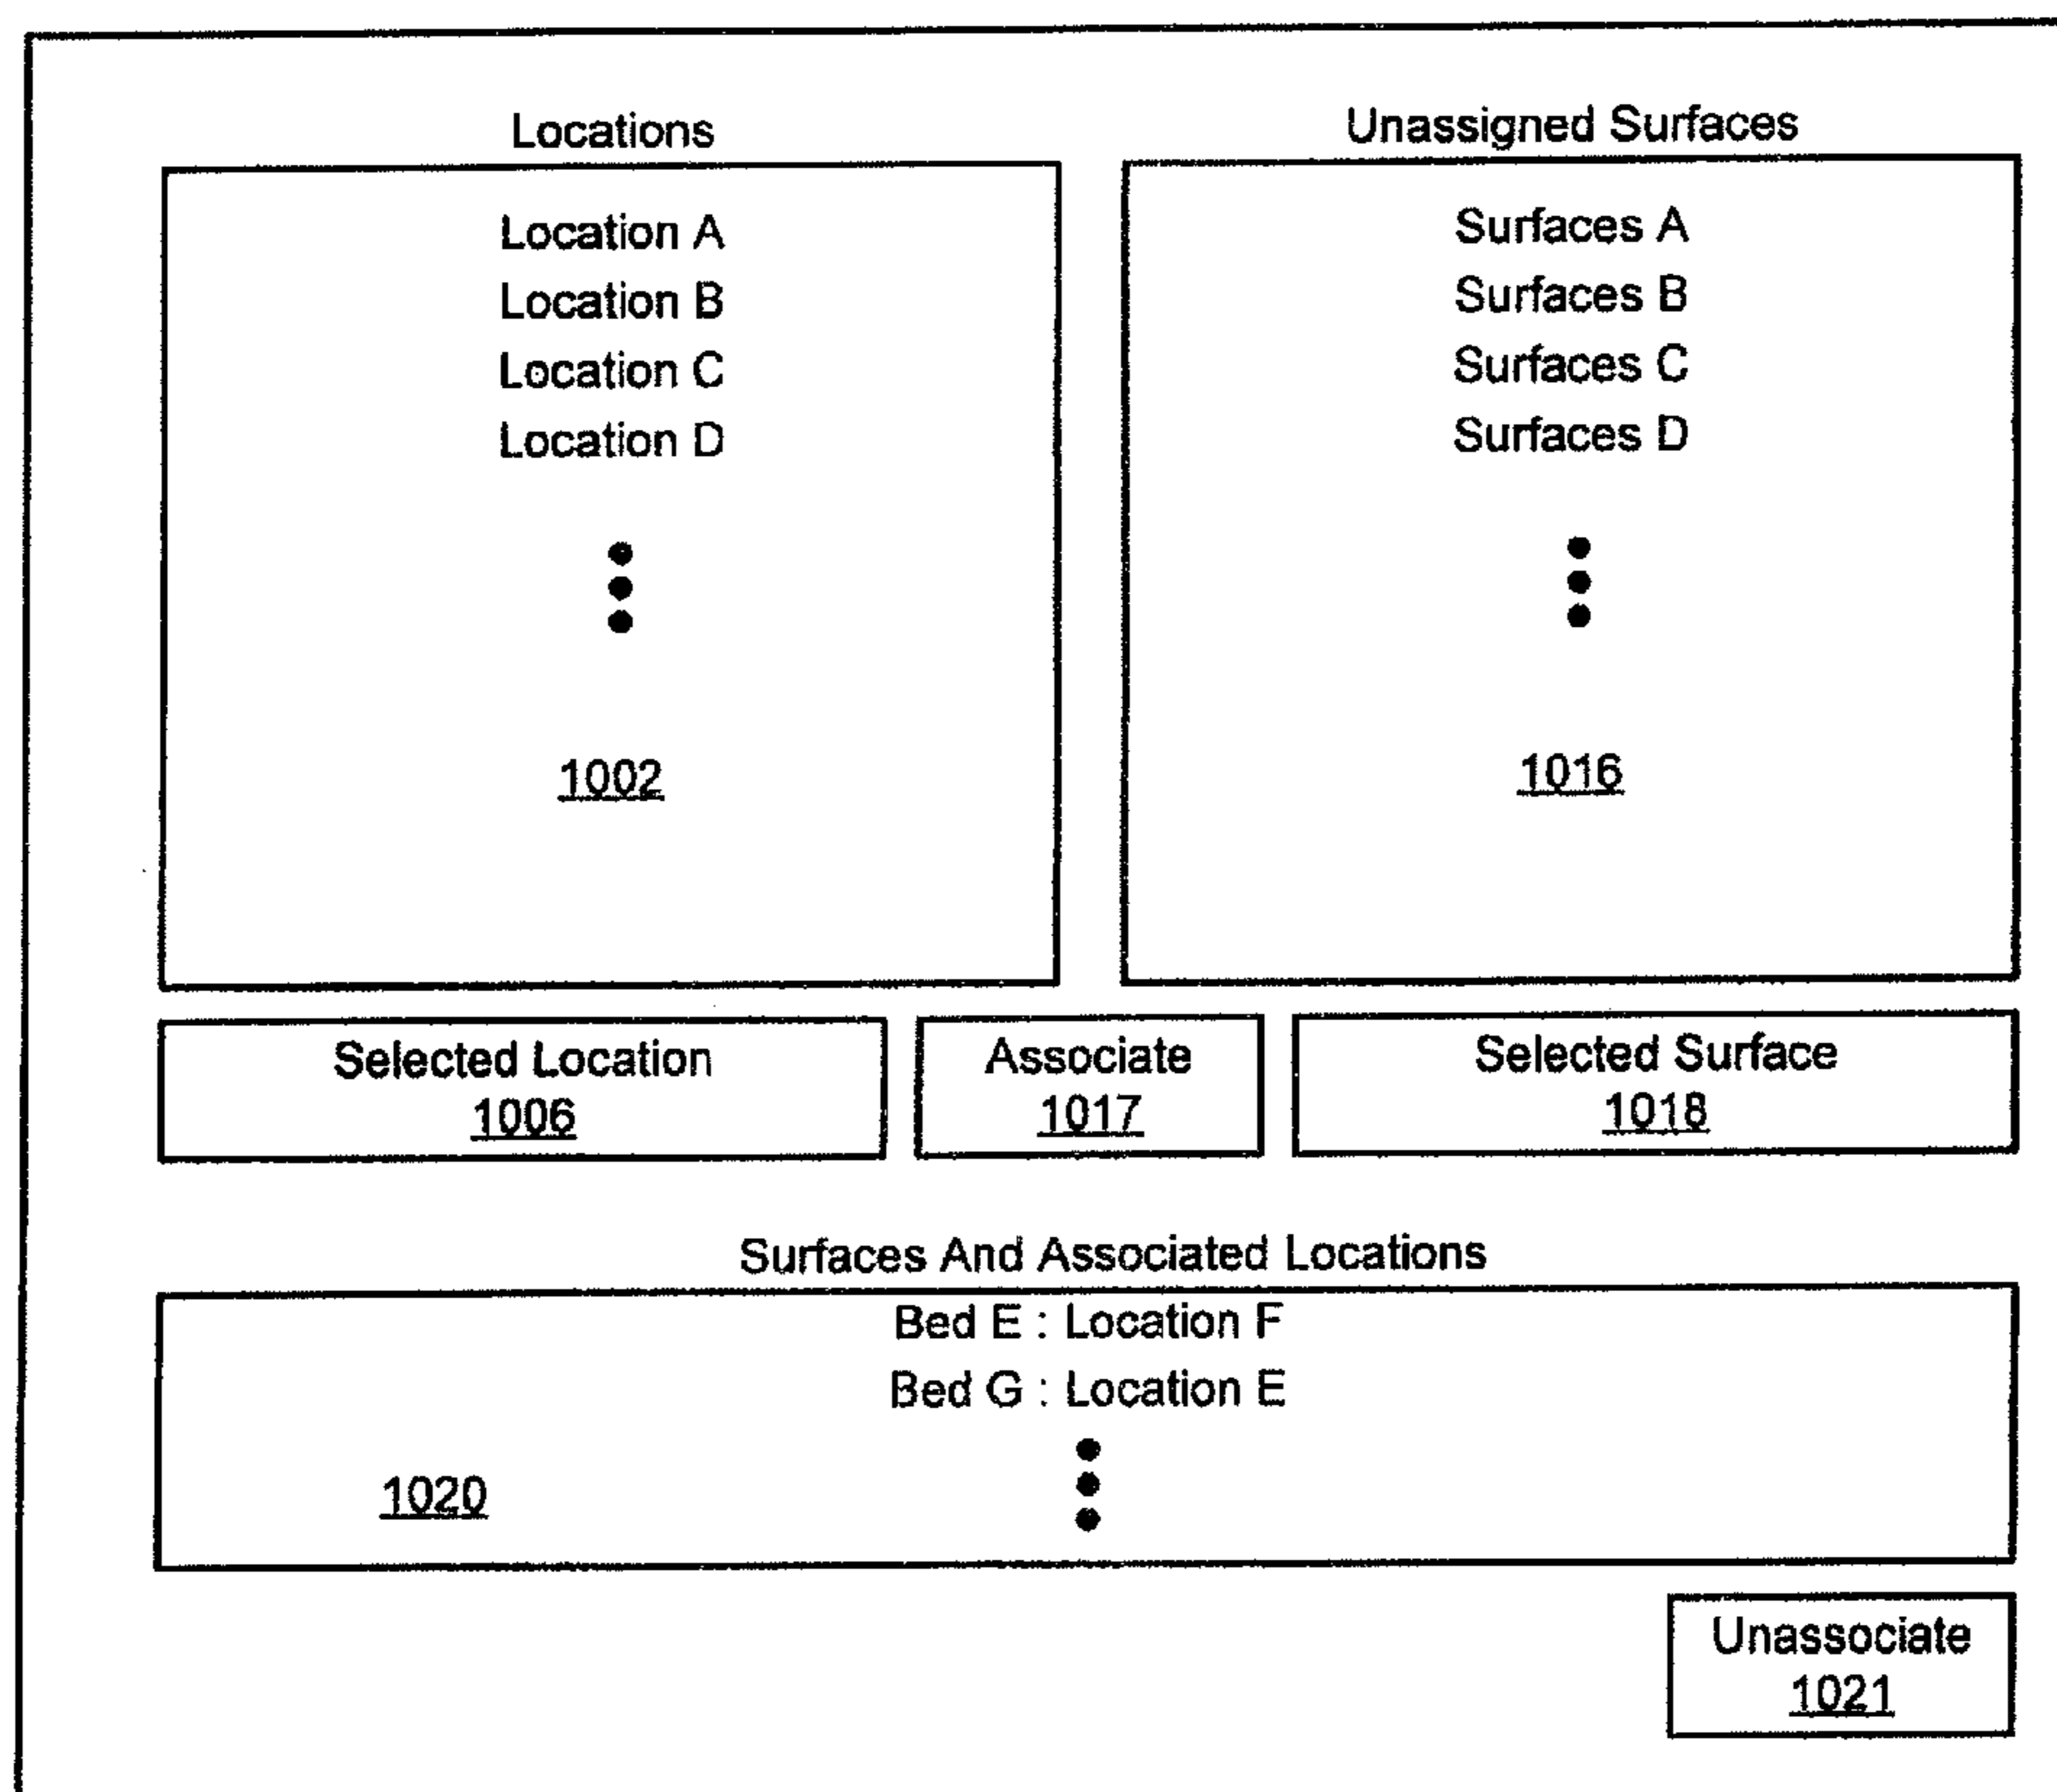 Locations
Location A
Location B
Location C
Location D
1002
Unassigned Surfaces
Surfaces A
Surfaces B
Surfaces C
Surfaces D
1016
Selected Location
1006
Associate
1017
Selected Surface
1018
Surfaces And Associated Locations
Bed E : Location F
Bed G : Location E
1020
Unassociate
1021